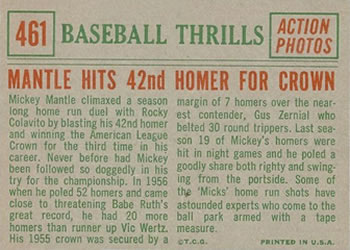 461
BASEBALL THRILLS
ACTION
PHOTOS
MANTLE HITS 42nd HOMER FOR CROWN
Mickey Mantle climaxed a season
long home run duel with Rocky
Colavito by blasting his 42nd homer
and winning the American League
Crown for the third time in his
career. Never before had Mickey
been followed so doggedly in his
try for the championship. In 1956
when he poled 52 homers and came
close to threatening Babe Ruth's
great record, he had 20 more
homers than runner up Vic Wertz.
His 1955 crown was secured by a
margin of 7 homers over the near-
est contender, Gus Zernial who
belted 30 round trippers. Last sea-
son 19 of Mickey's homers were
hit in night games and he poled a
goodly share both righty and swing-
ing from the portside. Some of
the 'Micks' home run shots have
astounded experts who come to the
ball park armed with a tape
measure.
©T.C.G. PRINTED IN U.S.A.